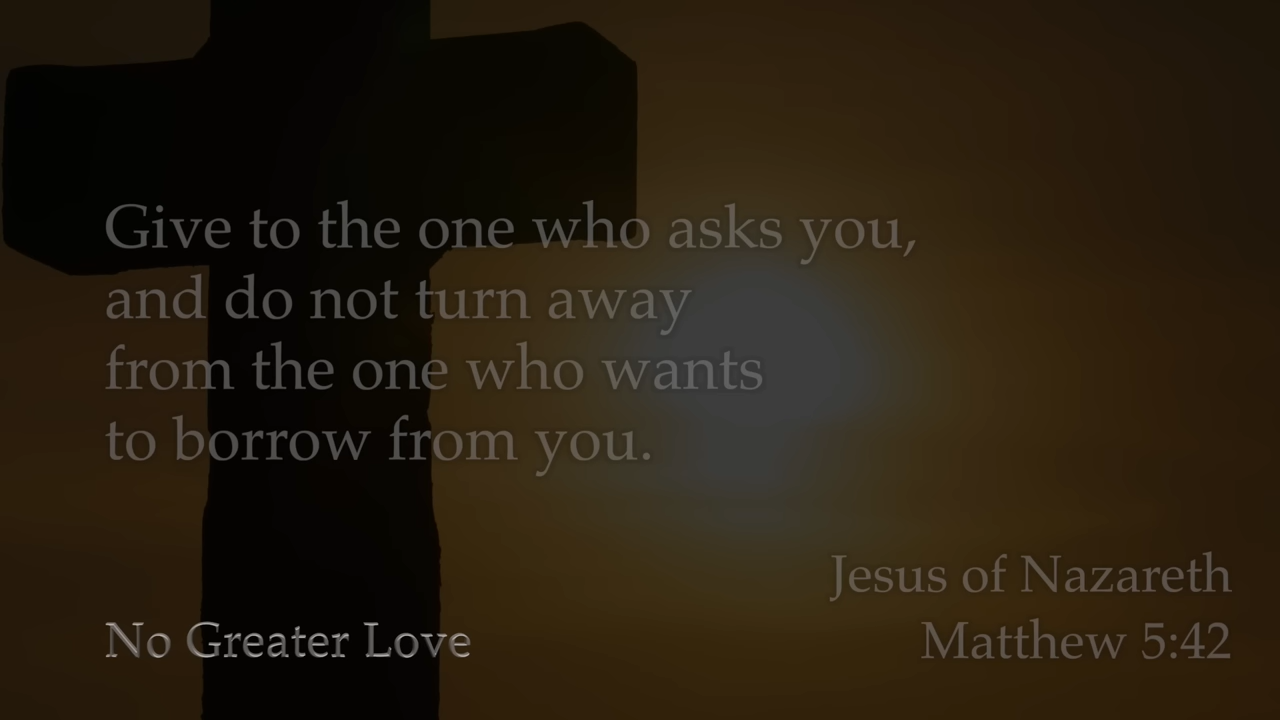 Give to the one who asks you,
and do not turn away
from the one who wants
to borrow from you.
Jesus of Nazareth
Matthew 5:42
No Greater Love